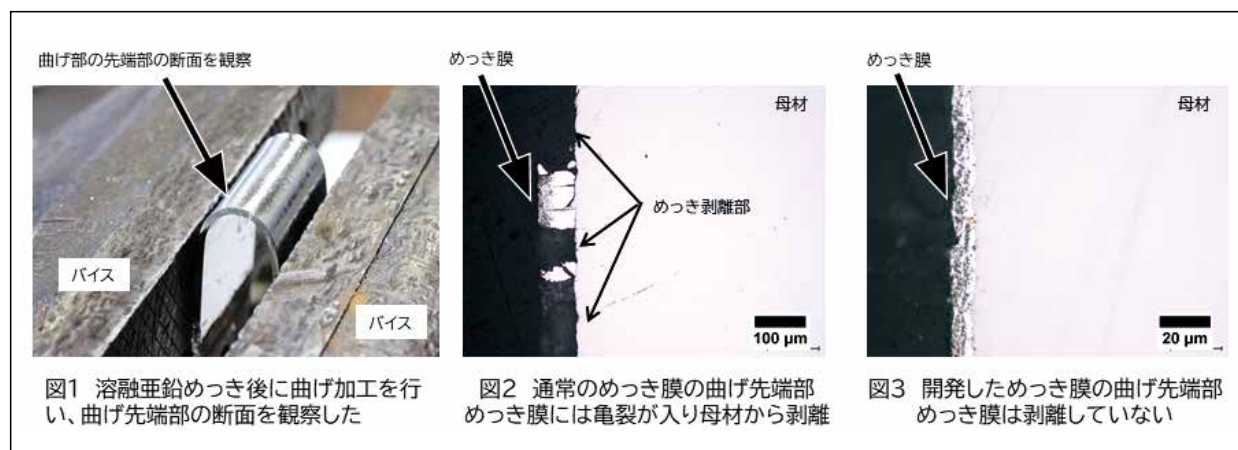 曲げ部の先端部の断面を観察
バイス
バイス
図1 溶融亜鉛めっき後に曲げ加工を行
い、曲げ先端部の断面を観察した
めっき膜
母材
めっき剥離部
100 μm
図2 通常のめっき膜の曲げ先端部
めっき膜には亀裂が入り母材から剥離
めっき膜
母材
20 μm
図3 開発しためっき膜の曲げ先端部
めっき膜は剥離していない